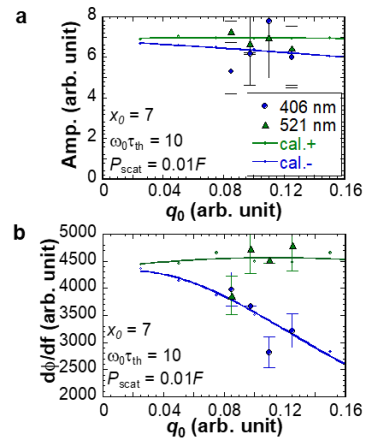 a
Amp. (arb. unit)
8
6
4
2
0
x₀ = 7
ω₀τth = 10
Pscat = 0.01F
406 nm
521 nm
cal.+
cal.-
0 0.04 0.08 0.12 0.16
q₀ (arb. unit)
b
dϕ/df (arb. unit)
5000
4500
4000
3500
3000
2500
2000
x₀ = 7
ω₀τth = 10
Pscat = 0.01F
0 0.04 0.08 0.12 0.16
q₀ (arb. unit)